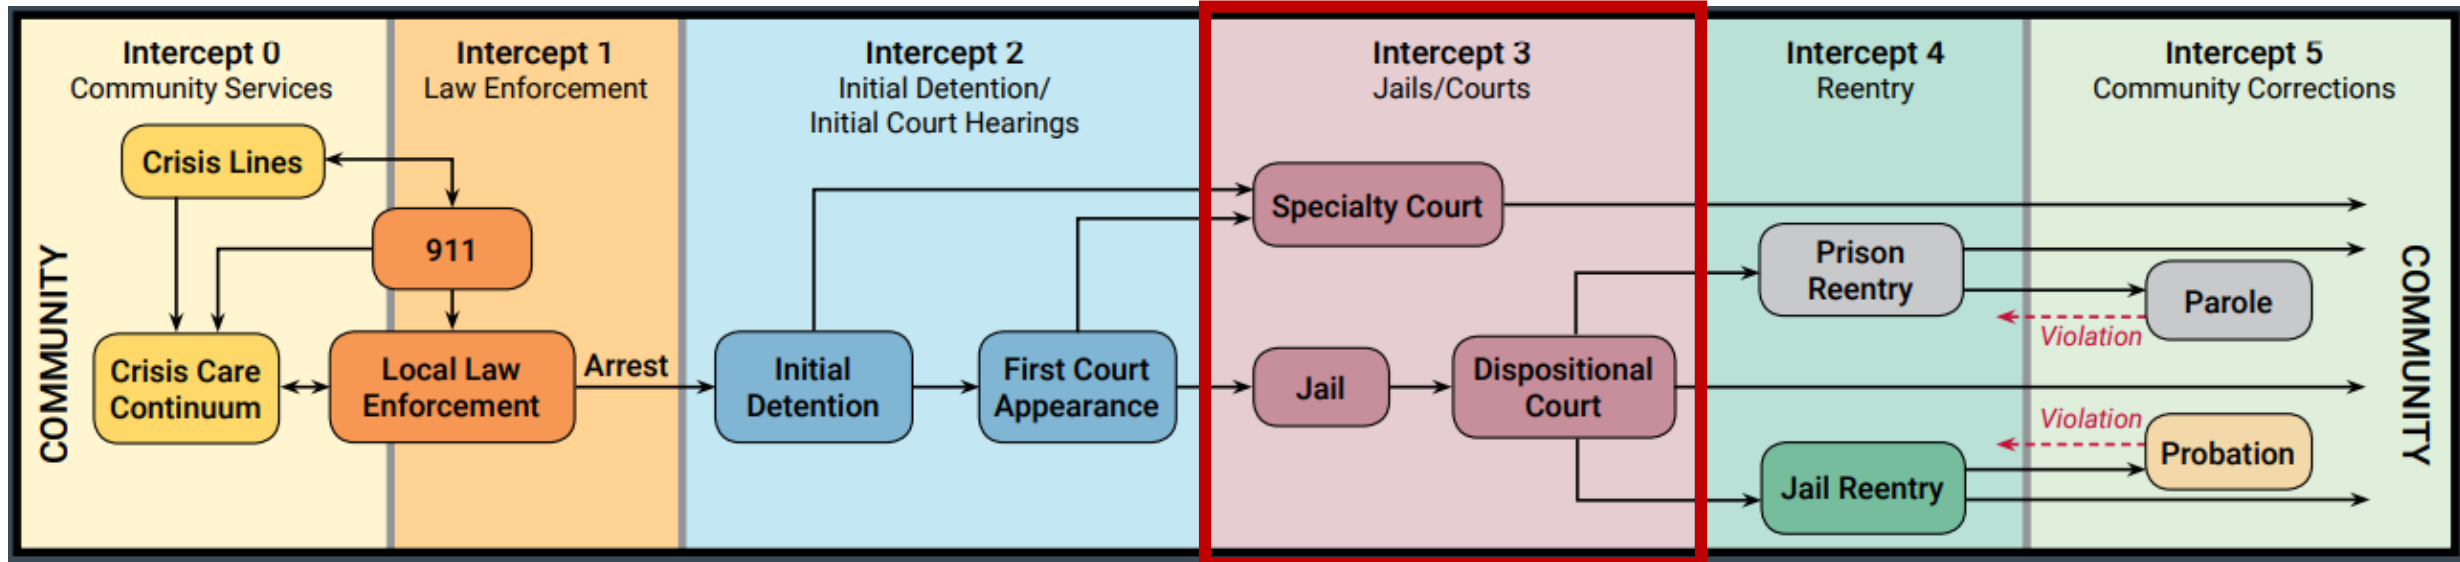 Intercept 0
Community Services
Intercept 1
Law Enforcement
Intercept 2
Initial Detention/
Initial Court Hearings
Intercept 3
Jails/Courts
Intercept 4
Reentry
Intercept 5
Community Corrections
COMMUNITY
Crisis Lines
911
Crisis Care
Continuum
Local Law
Enforcement
Arrest
Initial
Detention
First Court
Appearance
Specialty Court
Jail
Dispositional
Court
Prison
Reentry
Jail Reentry
Parole
Violation
Violation
Probation
COMMUNITY